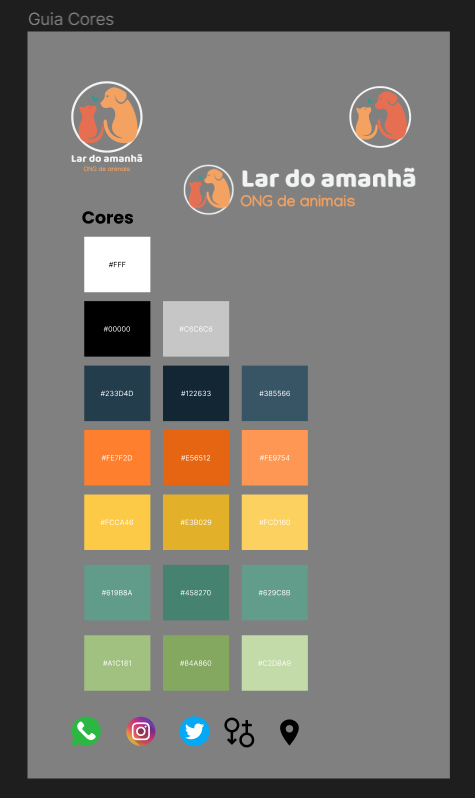 Guia Cores
Lar do amanhã
ONG de animais
Lar do amanhã
ONG de animais
Cores
#FFF
#00000
#C6C6C6
#233D4D
#122633
#385566
#FE7F2D
#E56512
#FE9754
#FCCA46
#E3B029
#FCD160
#619B8A
#458270
#629C8B
#A1C181
#84A860
#C2DBA9